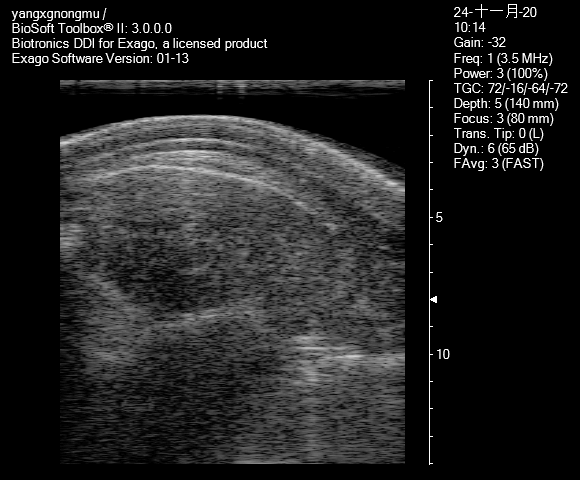 yangxgnongmu /
BioSoft Toolbox® II: 3.0.0.0
Biotronics DDI for Exago, a licensed product
Exago Software Version: 01-13
24-十一月-20
10:14
Gain: -32
Freq: 1 (3.5 MHz)
Power: 3 (100%)
TGC: 72/-16/-64/-72
Depth: 5 (140 mm)
Focus: 3 (80 mm)
Trans. Tip: 0 (L)
Dyn.: 6 (65 dB)
FAvg: 3 (FAST)
5
10